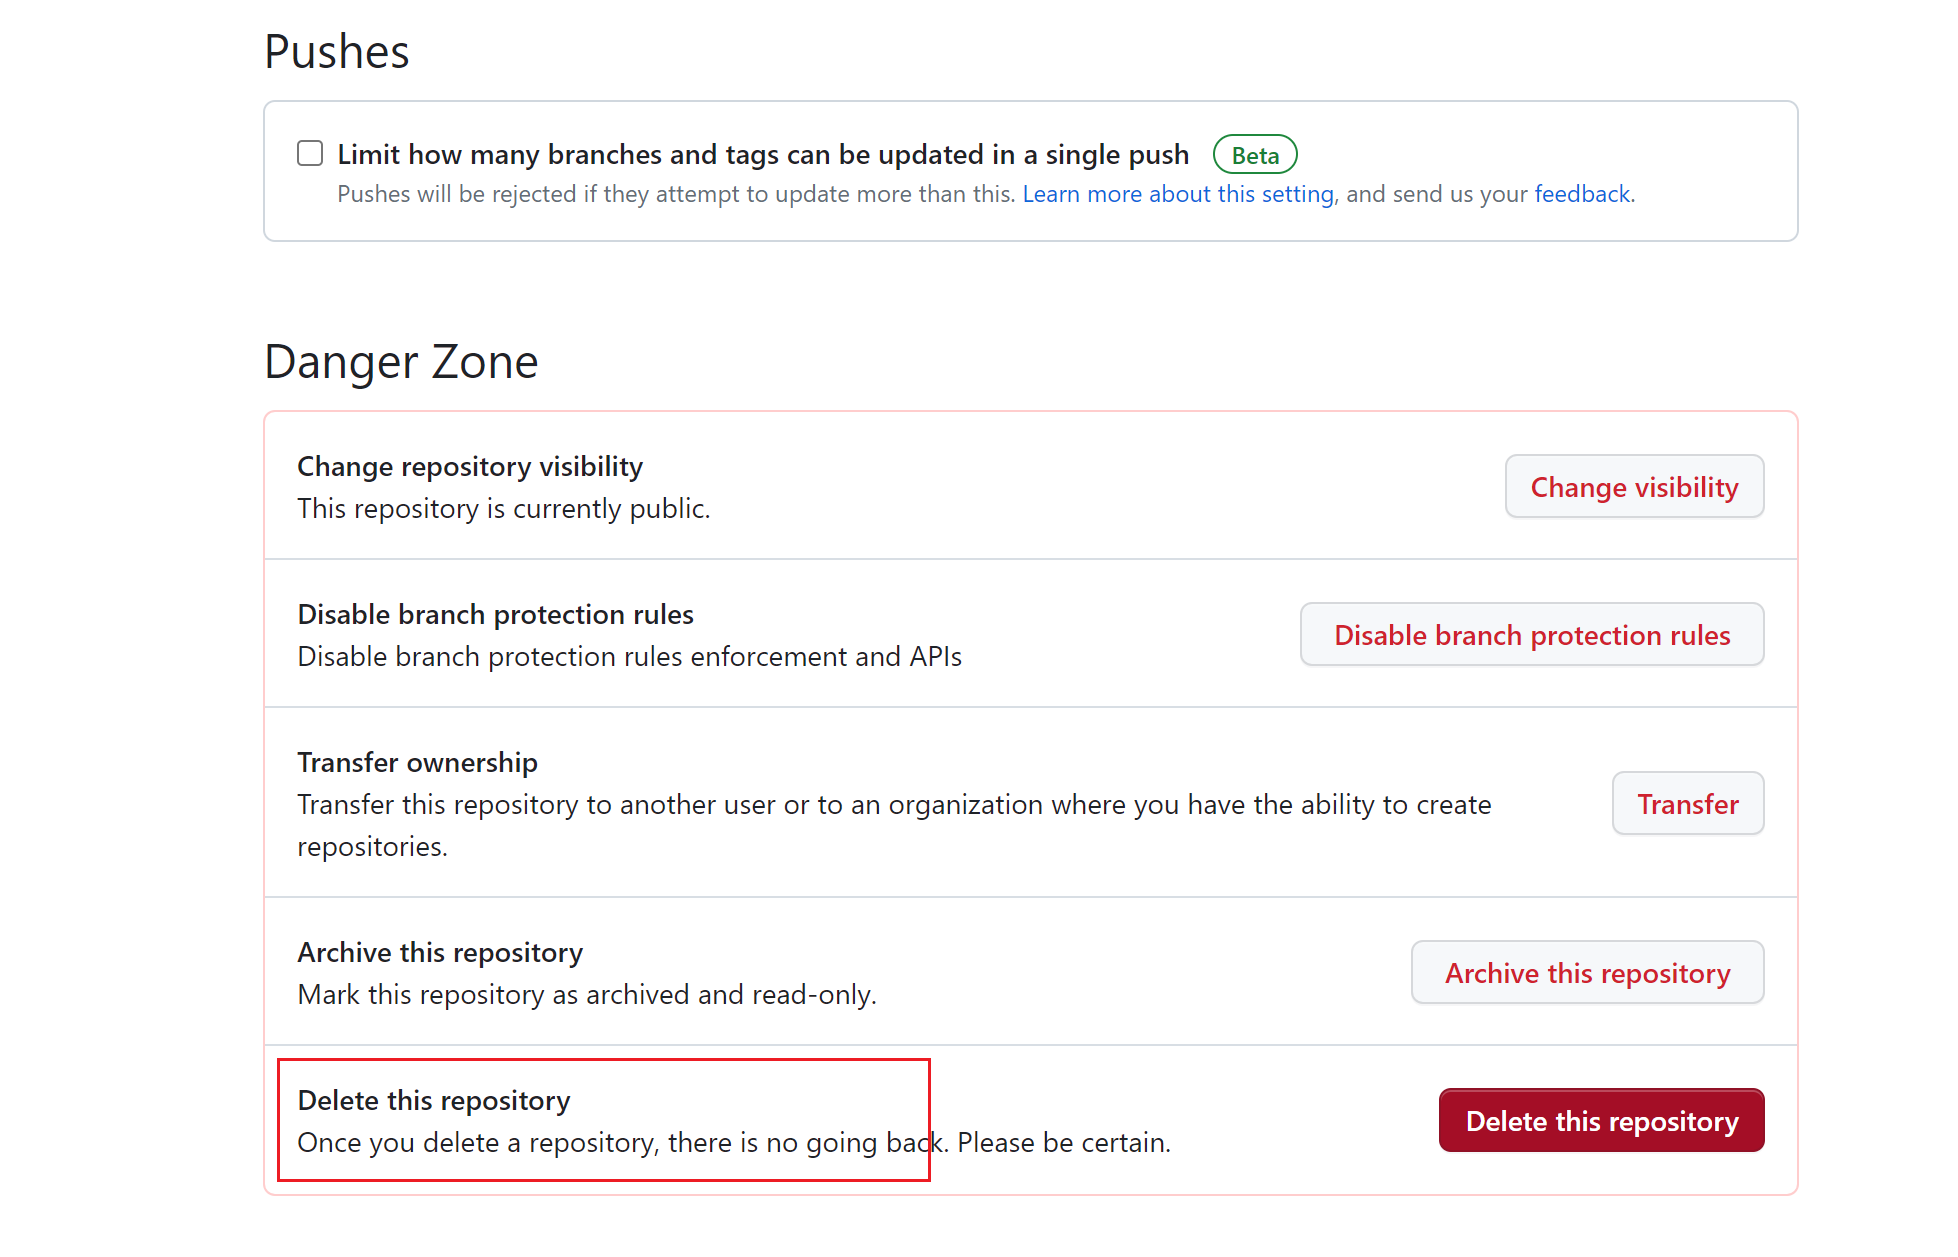 Pushes
Limit how many branches and tags can be updated in a single push Beta
Pushes will be rejected if they attempt to update more than this. Learn more about this setting, and send us your feedback.
Danger Zone
Change repository visibility
This repository is currently public.
Change visibility
Disable branch protection rules
Disable branch protection rules enforcement and APIs
Disable branch protection rules
Transfer ownership
Transfer this repository to another user or to an organization where you have the ability to create
repositories.
Transfer
Archive this repository
Mark this repository as archived and read-only.
Archive this repository
Delete this repository
Once you delete a repository, there is no going back. Please be certain.
Delete this repository